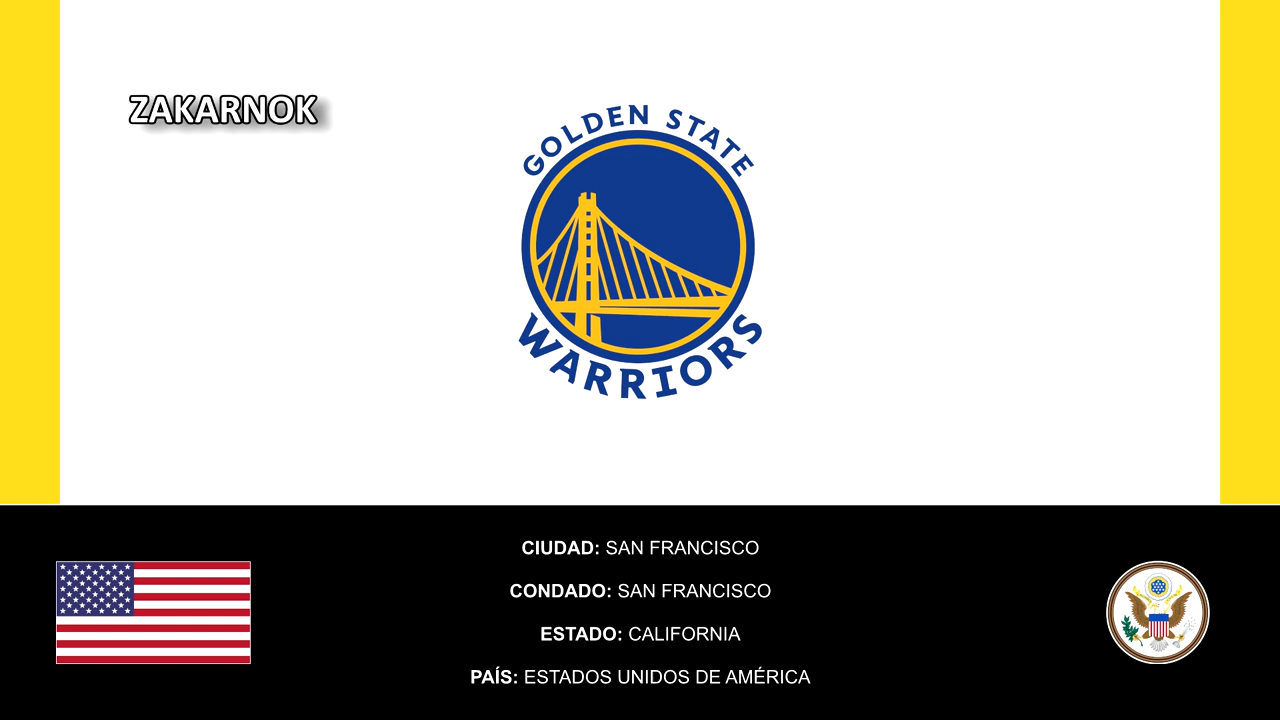 ZAKARNOK
GOLDEN STATE
WARRIORS
CIUDAD: SAN FRANCISCO
CONDADO: SAN FRANCISCO
ESTADO: CALIFORNIA
PAÍS: ESTADOS UNIDOS DE AMÉRICA